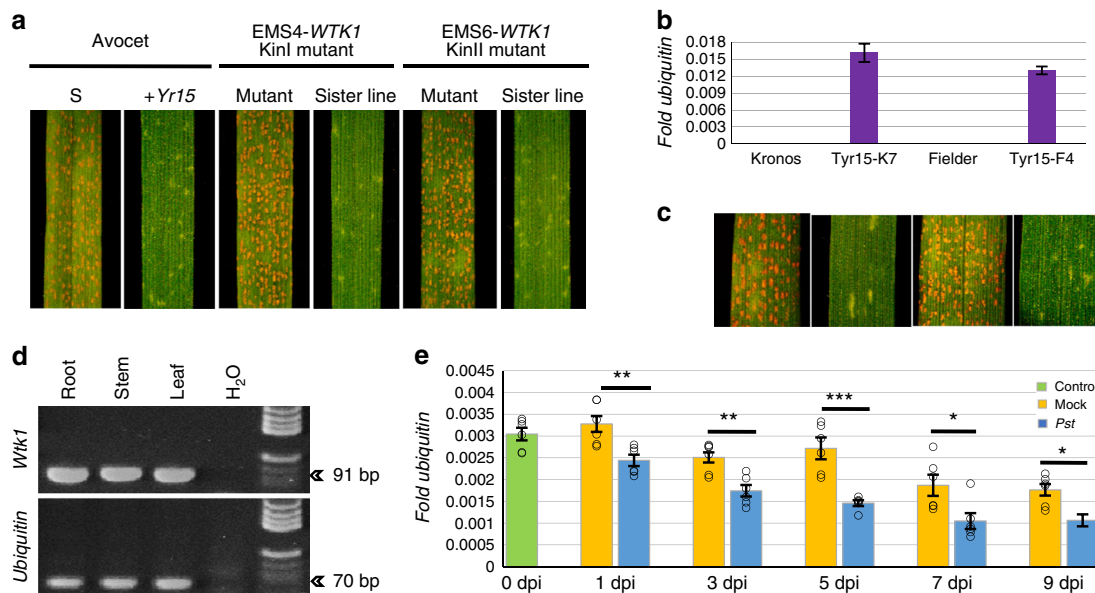 a
Avocet
EMS4-WTK1
KinI mutant
EMS6-WTK1
KinII mutant
S
+Yr15
Mutant
Sister line
Mutant
Sister line
b
Fold ubiquitin
0.018
0.015
0.012
0.009
0.006
0.003
0
Kronos
Tyr15-K7
Fielder
Tyr15-F4
c
d
Root
Stem
Leaf
H2O
Wtk1
91 bp
Ubiquitin
70 bp
e
Fold ubiquitin
0.0045
0.004
0.0035
0.003
0.0025
0.002
0.0015
0.001
0.0005
0
**
**
***
*
*
Contro
Mock
Pst
0 dpi
1 dpi
3 dpi
5 dpi
7 dpi
9 dpi